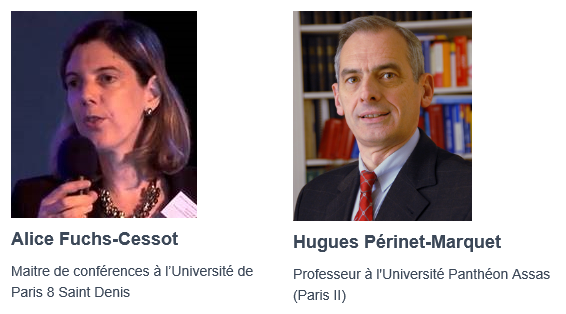 Alice Fuchs-Cessot
Maitre de conférences à l'Université de
Paris 8 Saint Denis
Hugues Périnet-Marquet
Professeur à l'Université Panthéon Assas
(Paris II)